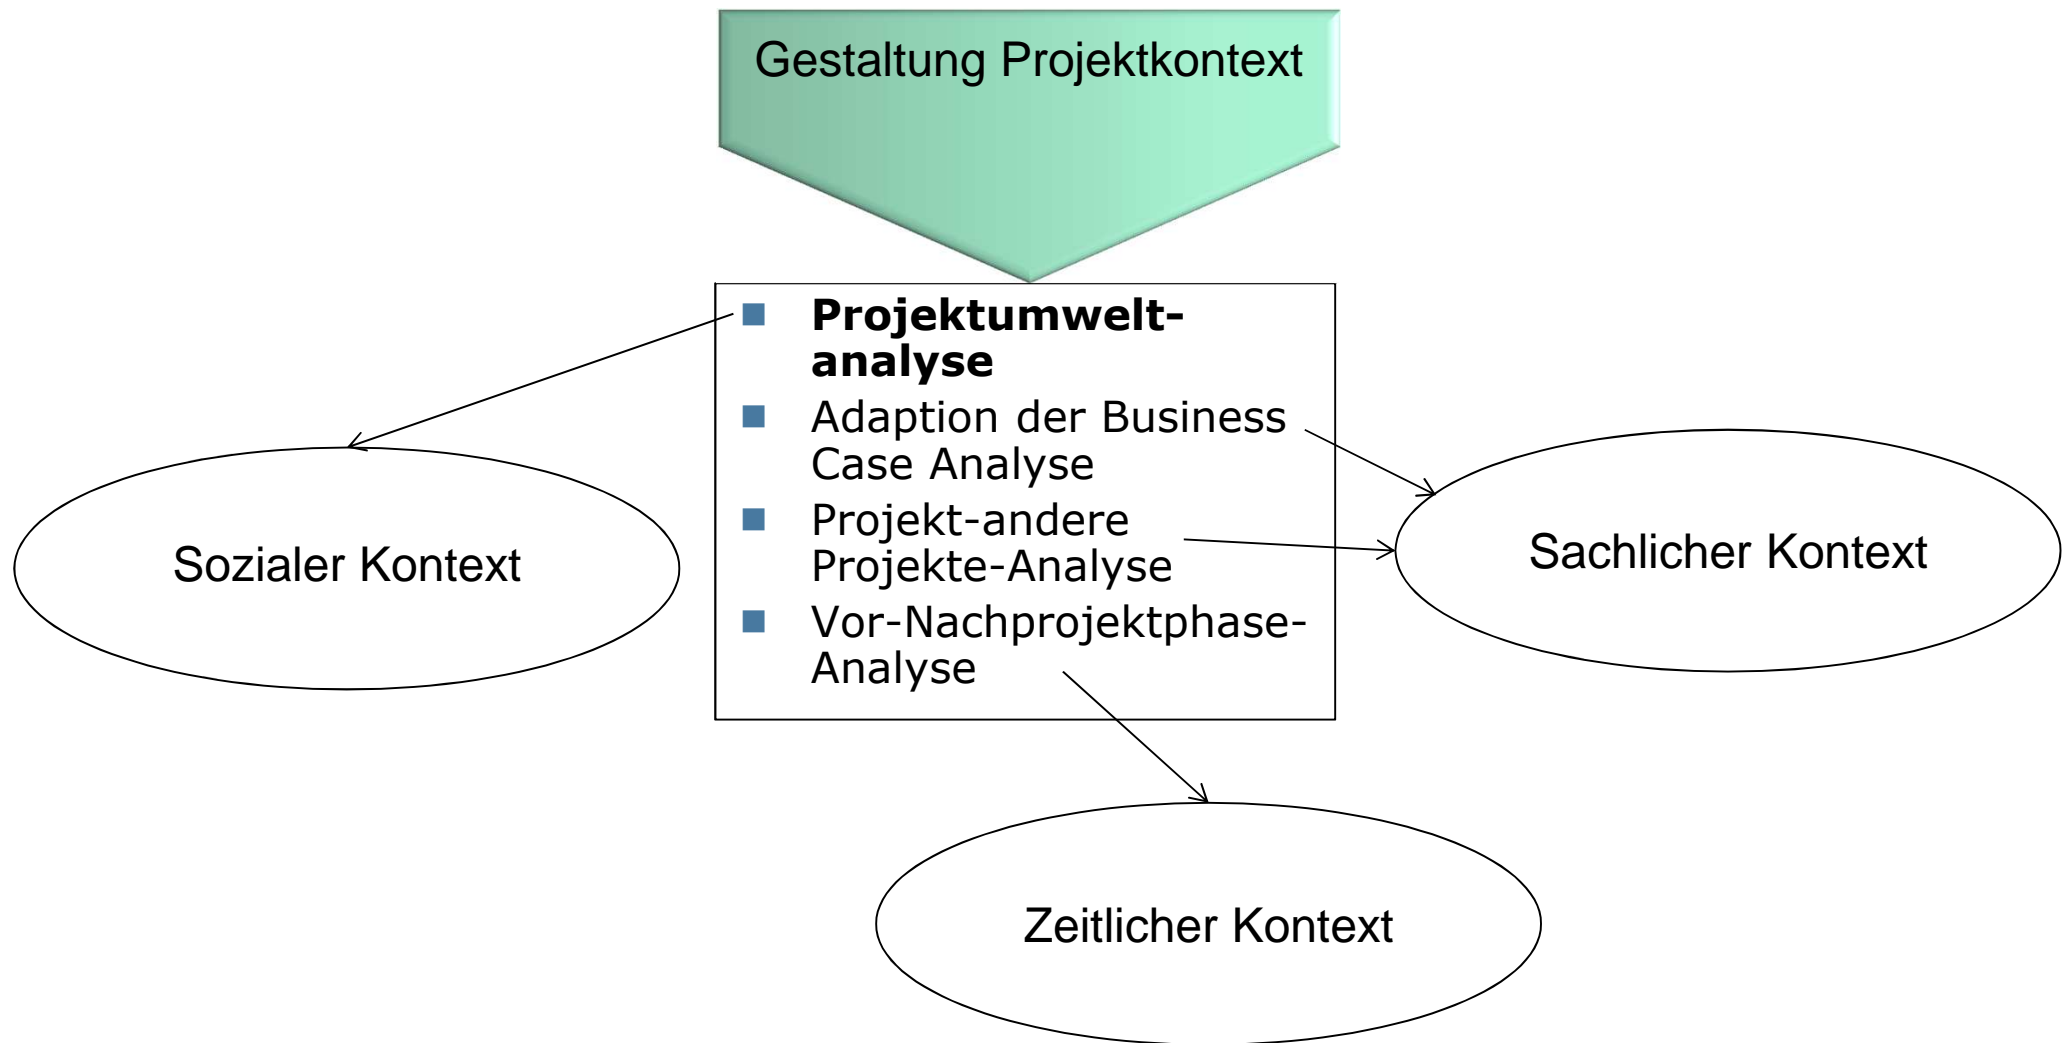 Gestaltung Projektkontext
Projektumwelt-
analyse
Adaption der Business
Case Analyse
Projekt-andere
Projekte-Analyse
Vor-Nachprojektphase-
Analyse
Sozialer Kontext
Sachlicher Kontext
Zeitlicher Kontext